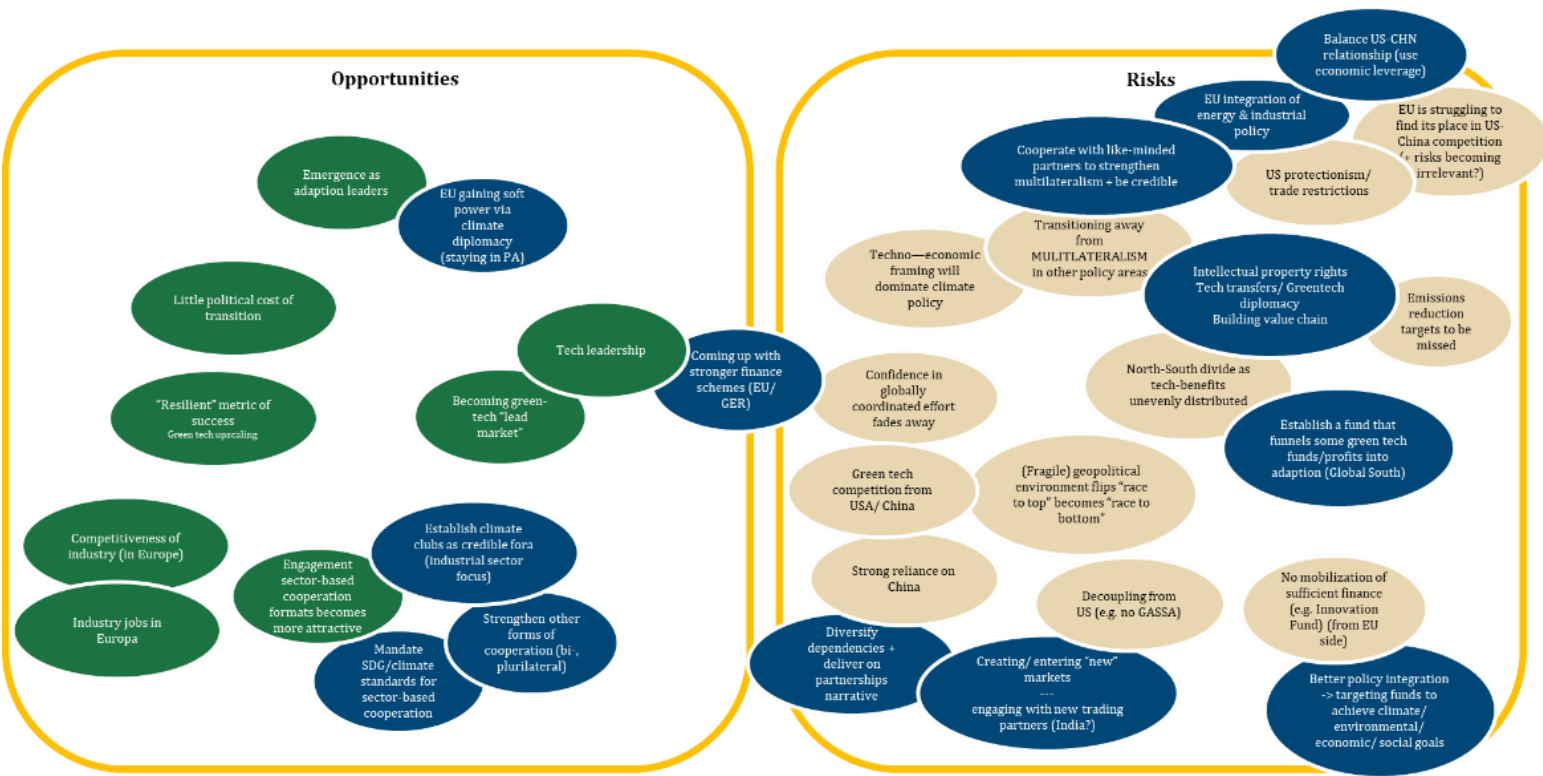 Opportunities
Emergence as
adaption leaders
EU gaining soft
power via
climate
diplomacy
(staying in PA)
Little political cost of
transition
Tech leadership
"Resilient" metric of
success
Green tech upscaling
Becoming green-
tech "lead
market"
Coming up with
stronger finance
schemes (EU/
GER)
Competitiveness of
industry (in Europe)
Industry jobs in
Europa
Engagement
sector-based
cooperation
formats becomes
more attractive
Establish climate
clubs as credible fora
(industrial sector
focus)
Strengthen other
forms of
cooperation (bi-,
plurilateral)
Mandate
SDG/climate
standards for
sector-based
cooperation
Risks
Balance US-CHN
relationship (use
economic leverage)
EU integration of
energy & industrial
policy
EU is struggling to
find its place in US-
China competition
(+ risks becoming
irrelevant?)
Cooperate with like-minded
partners to strengthen
multilateralism + be credible
US protectionism/
trade restrictions
Transitioning away
from
MULITLATERALISM
in other policy areas
Techno—economic
framing will
dominate climate
policy
Intellectual property rights
Tech transfers/ Greentech
diplomacy
Building value chain
Emissions
reduction
targets to be
missed
Confidence in
globally
coordinated effort
fades away
North-South divide as
tech-benefits
unevenly distributed
Establish a fund that
funnels some green tech
funds/profits into
adaption (Global South)
Green tech
competition from
USA/ China
(Fragile) geopolitical
environment flips "race
to top" becomes "race to
bottom"
Strong reliance on
China
Decoupling from
US (e.g. no GASSA)
No mobilization of
sufficient finance
(e.g. Innovation
Fund) (from EU
side)
Diversify
dependencies +
deliver on
partnerships
narrative
Creating/ entering "new"
markets
---
engaging with new trading
partners (India?)
Better policy integration
-> targeting funds to
achieve climate/
environmental/
economic/ social goals